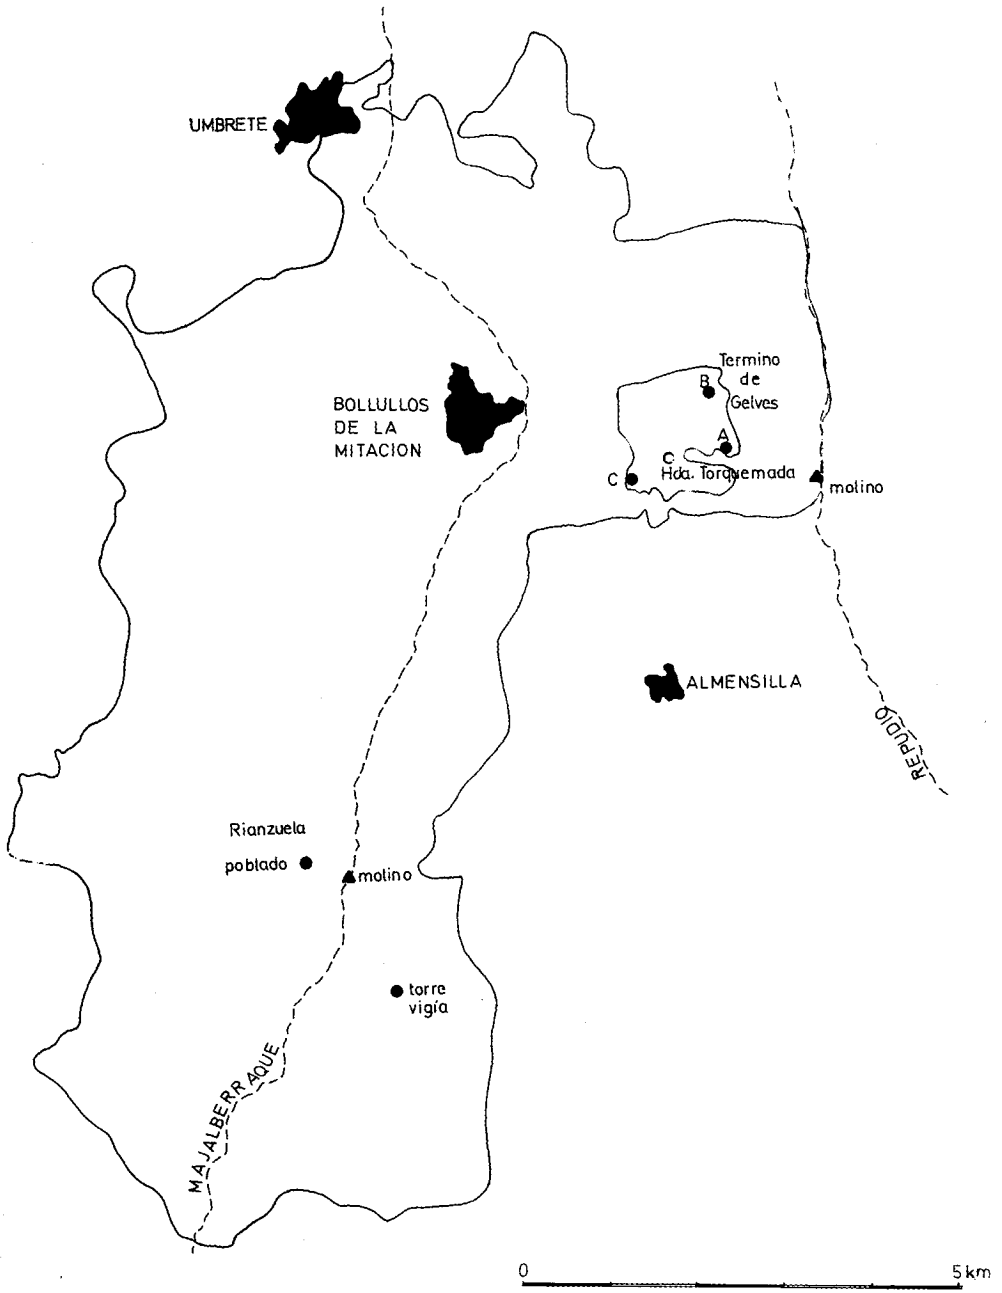 UMBRETE
Termino
de
Gelves
B
BOLLULLOS
DE LA
MITACION
A
C
Hda. Torquemada
C
molino
ALMENSILLA
REPUDIO
Rianzuela
poblado
molino
torre
vigía
MAJALBERRAQUE
0
5 km